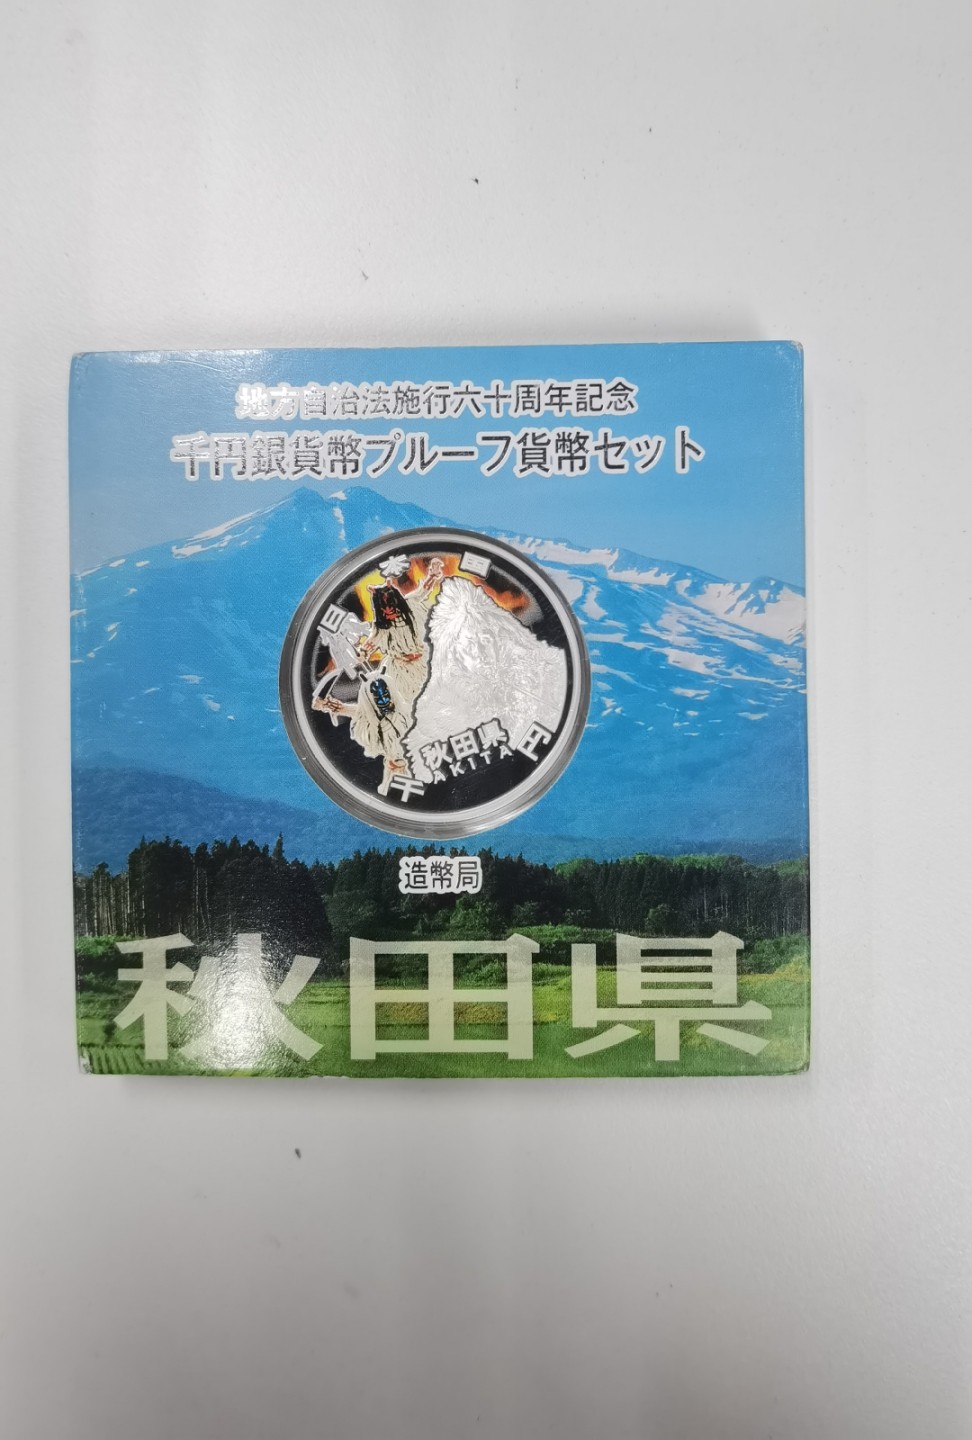 地方自治法施行六十周年記念
千円銀貨幣プルーフ貨幣セット
日本国
秋田県
AKITA
千円
造幣局
秋田県